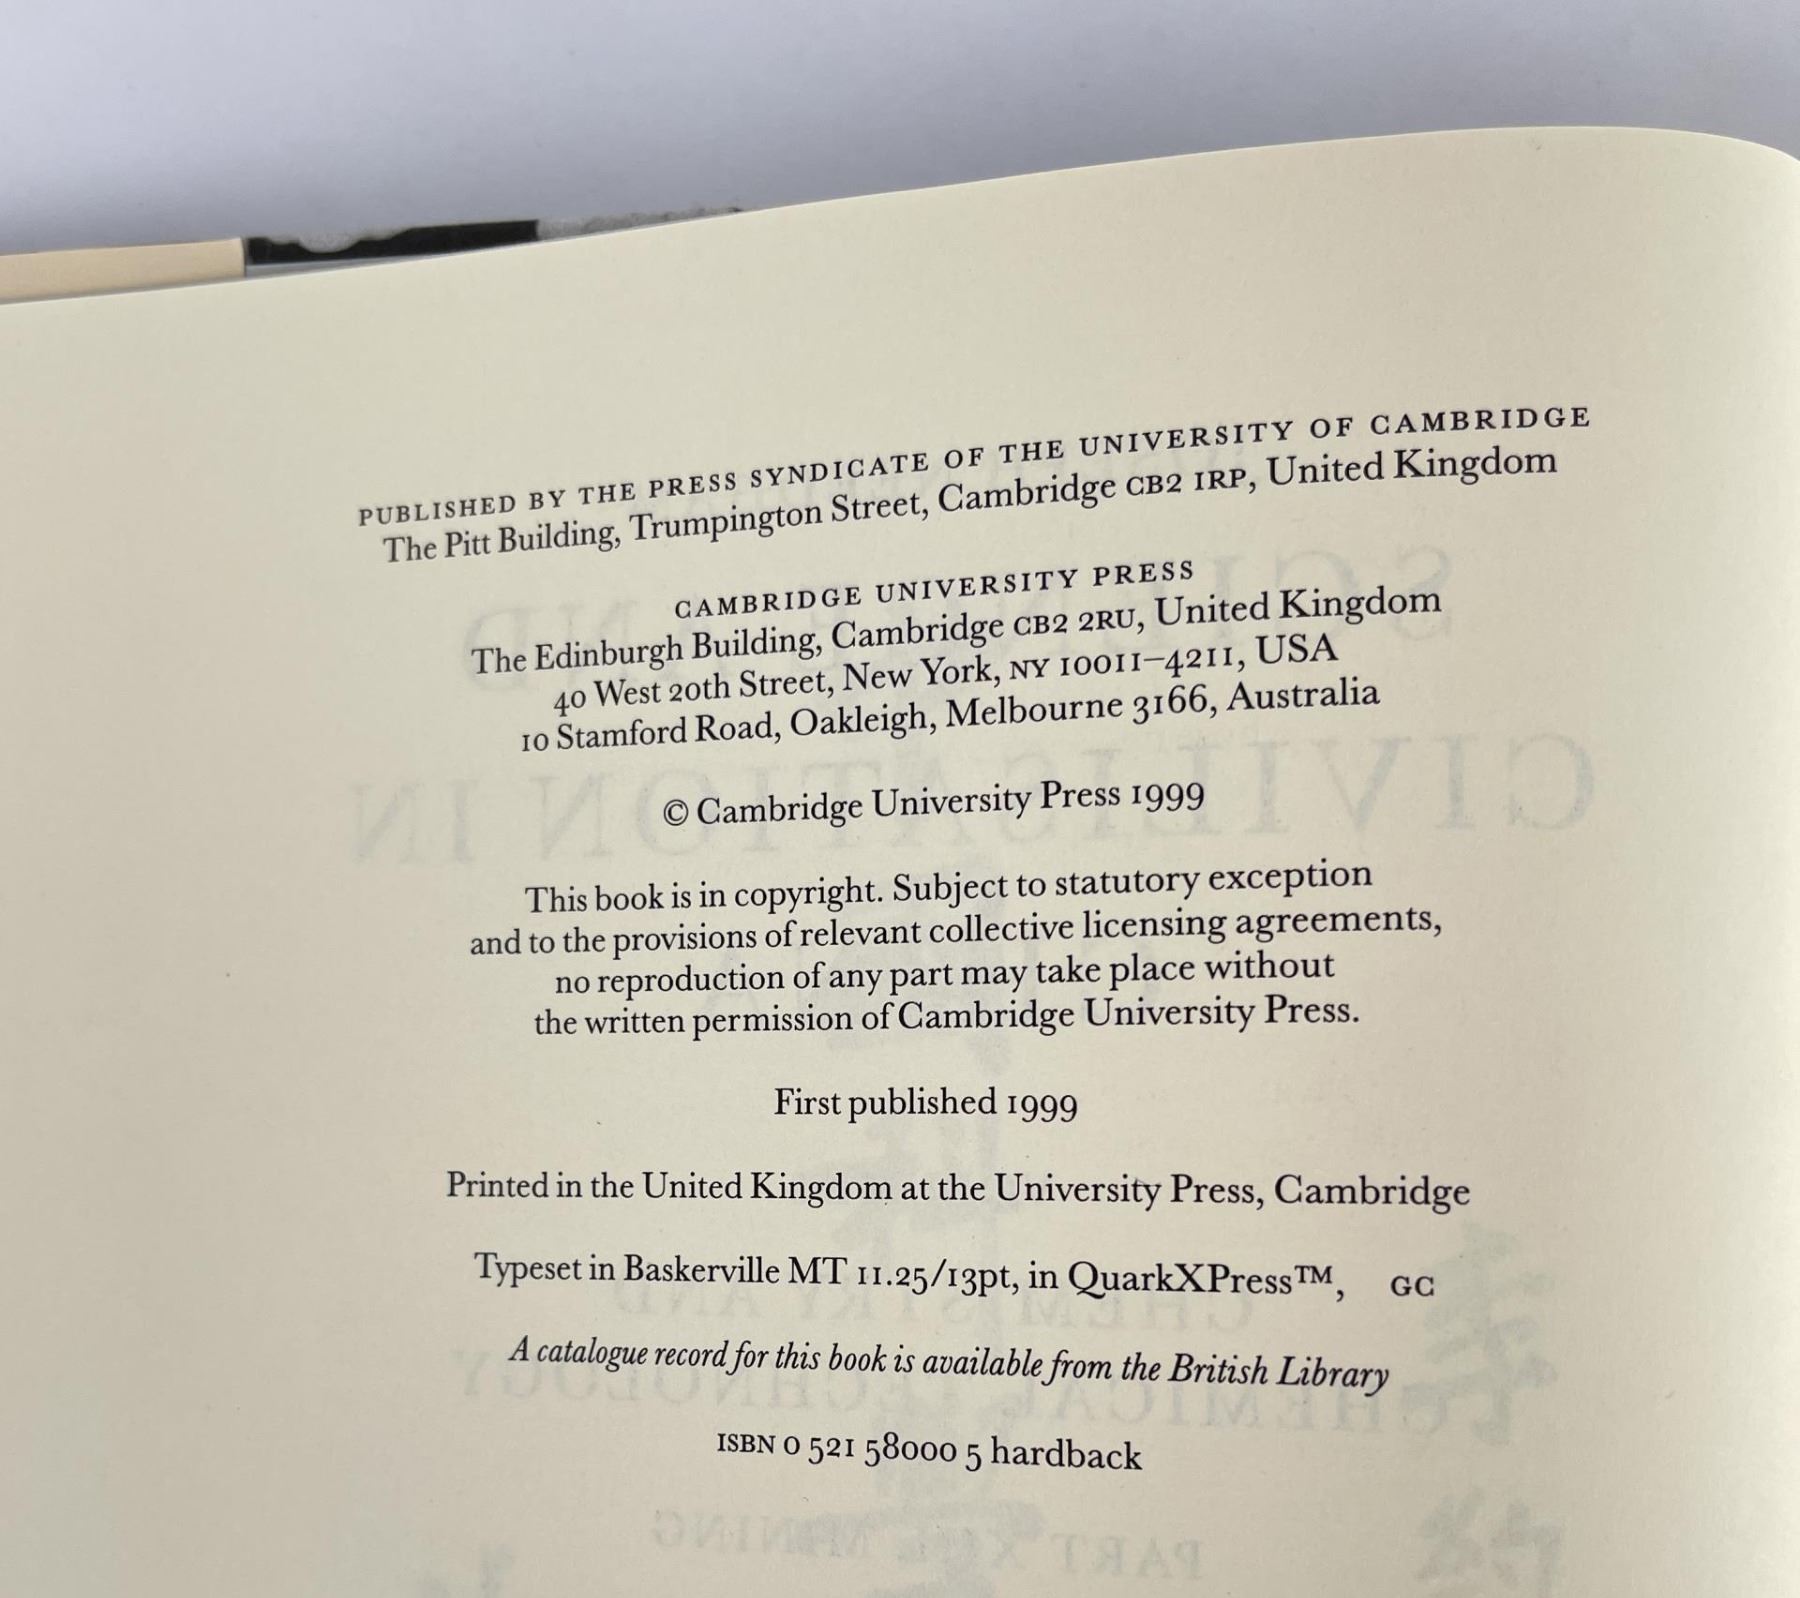 PUBLISHED BY THE PRESS SYNDICATE OF THE UNIVERSITY OF CAMBRIDGE
The Pitt Building, Trumpington Street, Cambridge CB2 1RP, United Kingdom
CAMBRIDGE UNIVERSITY PRESS
The Edinburgh Building, Cambridge CB2 2RU, United Kingdom
40 West 20th Street, New York, NY 10011–4211, USA
10 Stamford Road, Oakleigh, Melbourne 3166, Australia
© Cambridge University Press 1999
This book is in copyright. Subject to statutory exception
and to the provisions of relevant collective licensing agreements,
no reproduction of any part may take place without
the written permission of Cambridge University Press.
First published 1999
Printed in the United Kingdom at the University Press, Cambridge
Typeset in Baskerville MT 11.25/13pt, in QuarkXPress™, GC
A catalogue record for this book is available from the British Library
ISBN 0 521 58000 5 hardback